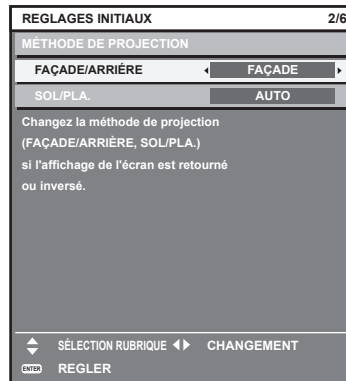 REGLAGES INITIAUX 2/6
MÉTHODE DE PROJECTION
FAÇADE/ARRIÉRE FAÇADE
SOL/PLA. AUTO
Changez la méthode de projection
(FAÇADE/ARRIÈRE, SOL/PLA.)
si l'affichage de l'écran est retourné
ou inversé.
SÉLECTION RUBRIQUE CHANGEMENT
ENTER REGLER